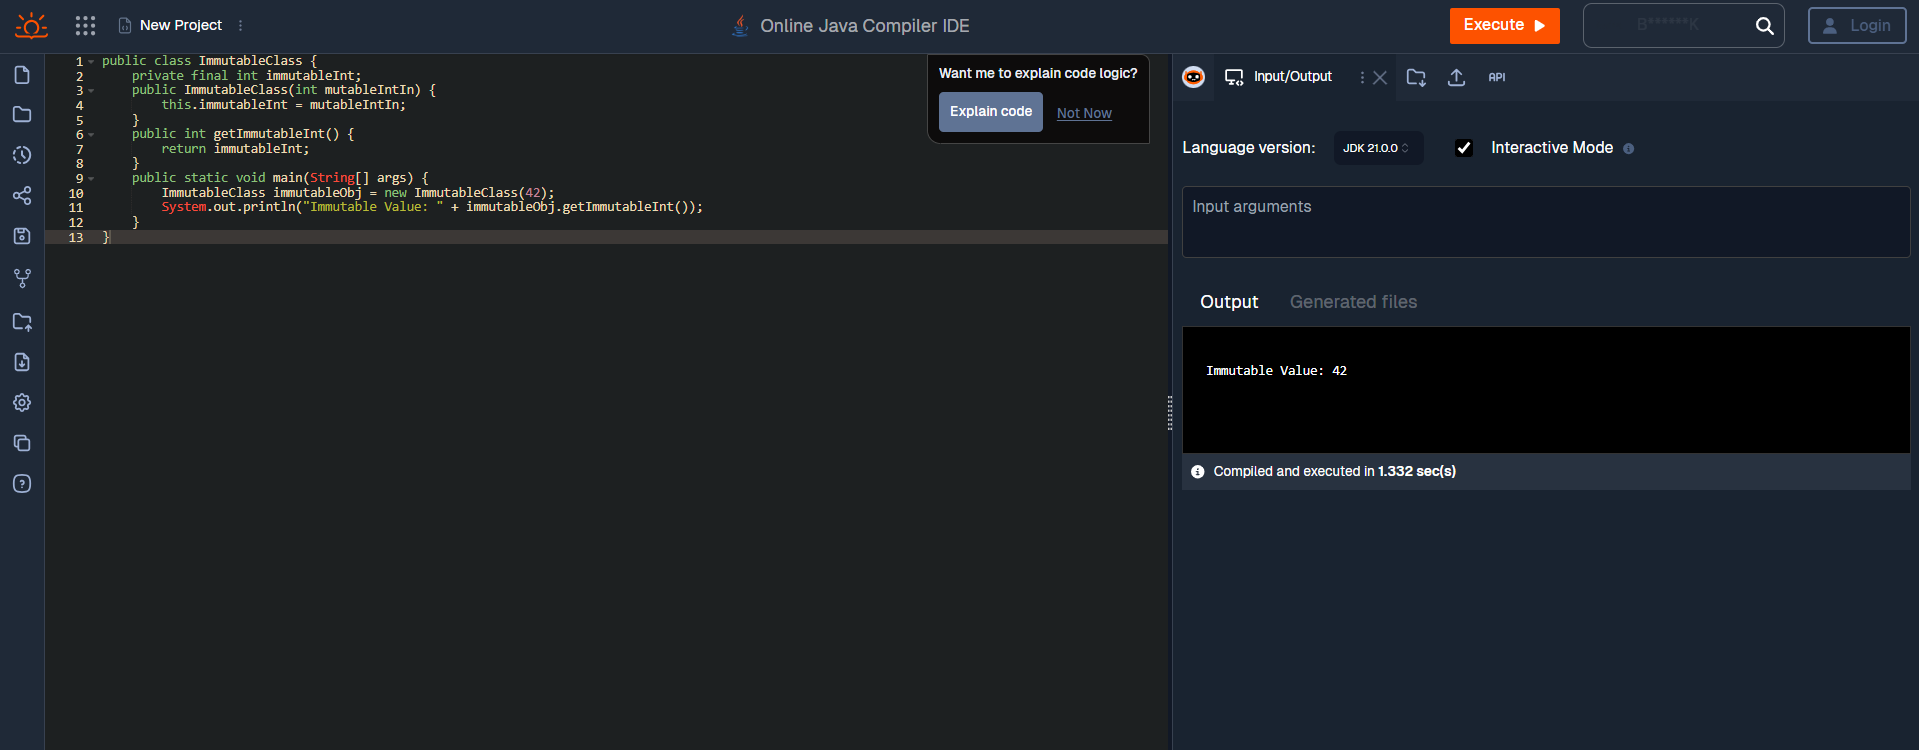 New Project
Online Java Compiler IDE
Execute
Login
1 public class ImmutableClass {
2     private final int immutableInt;
3     public ImmutableClass(int mutableIntIn) {
4         this.immutableInt = mutableIntIn;
5     }
6     public int getImmutableInt() {
7         return immutableInt;
8     }
9     public static void main(String[] args) {
10         ImmutableClass immutableObj = new ImmutableClass(42);
11         System.out.println("Immutable Value: " + immutableObj.getImmutableInt());
12     }
13 }
Want me to explain code logic?
Explain code Not Now
Input/Output
API
Language version: JDK 21.0.0 Interactive Mode
Input arguments
Output Generated files
Immutable Value: 42
Compiled and executed in 1.332 sec(s)